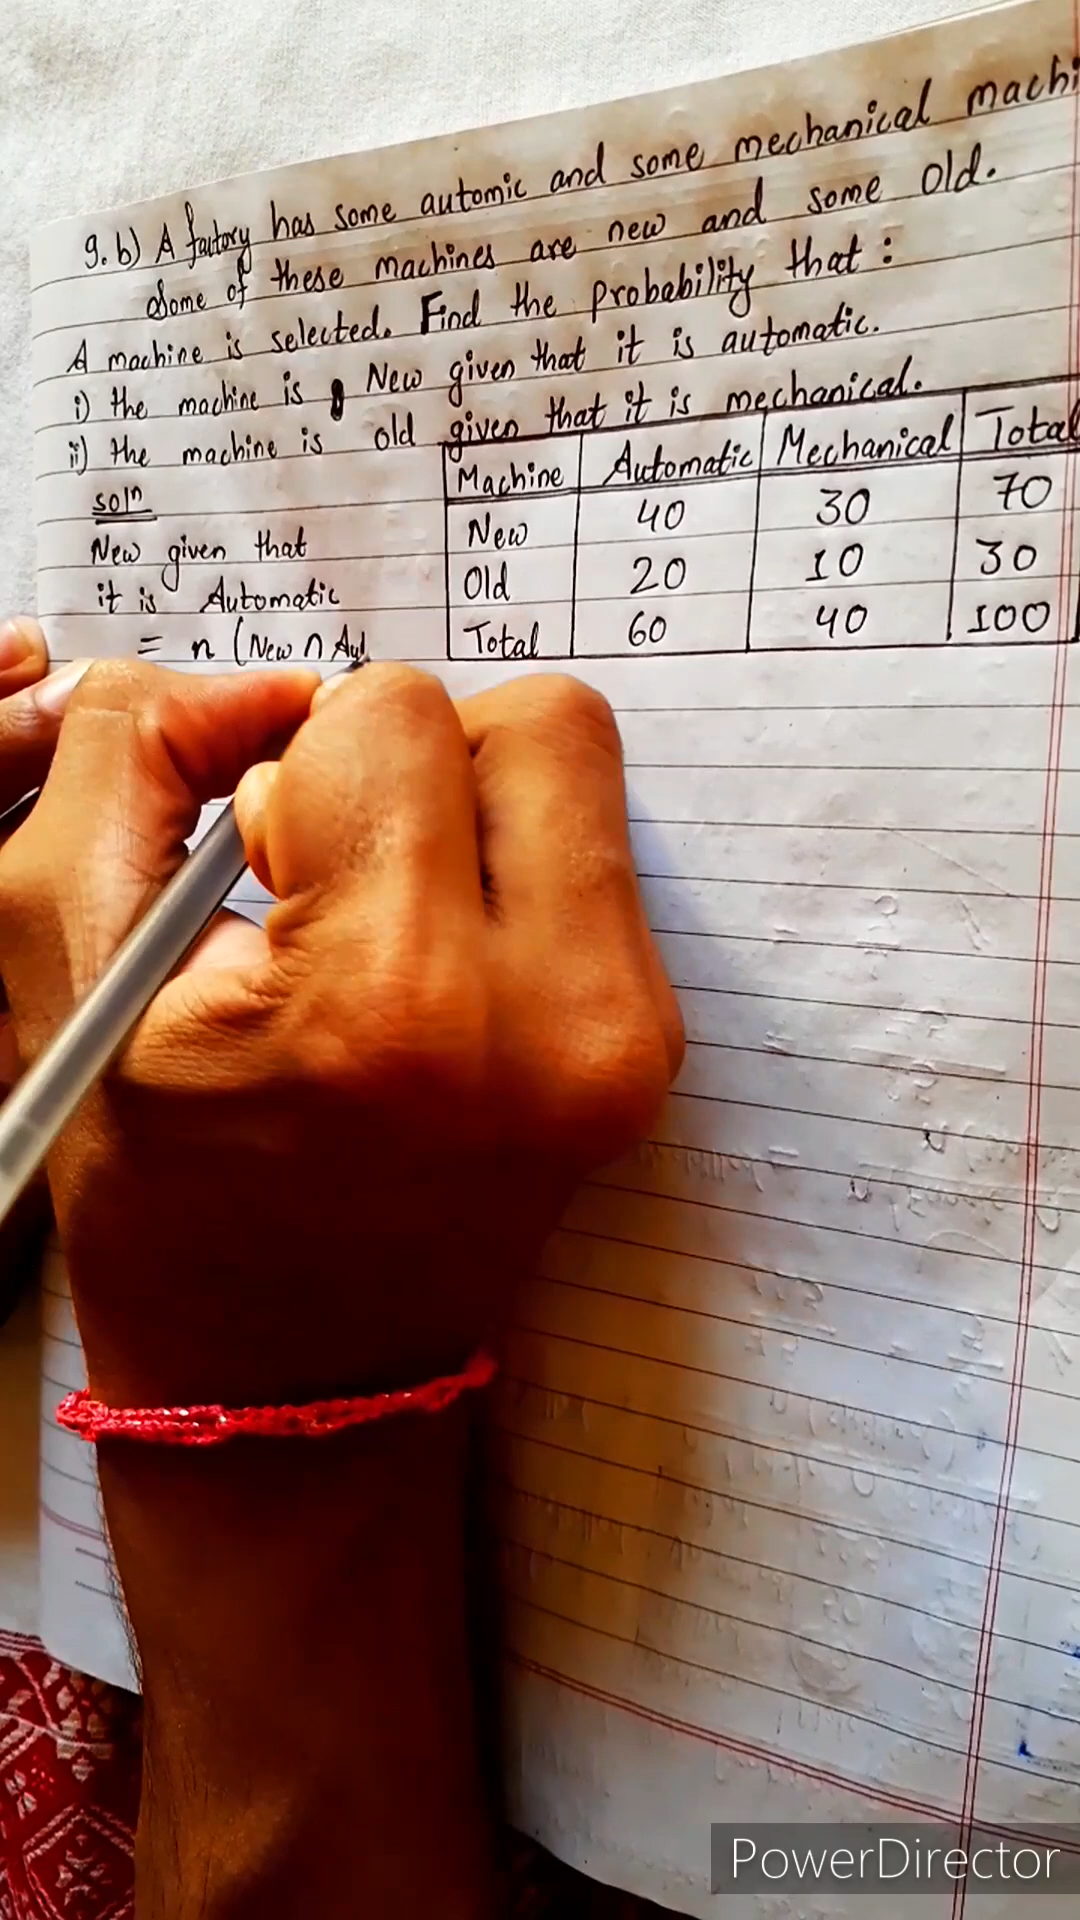 9. b) A factory has some automic and some mechanical machi
Some of these machines are new and some old.
A machine is selected. Find the probability that :
i) the machine is New given that it is automatic.
ii) the machine is old given that it is mechanical.
Machine Automatic Mechanical Total
New 40 30 70
Old 20 10 30
Total 60 40 100
soln
New given that
it is Automatic
= n (New ∩ Aut
PowerDirector